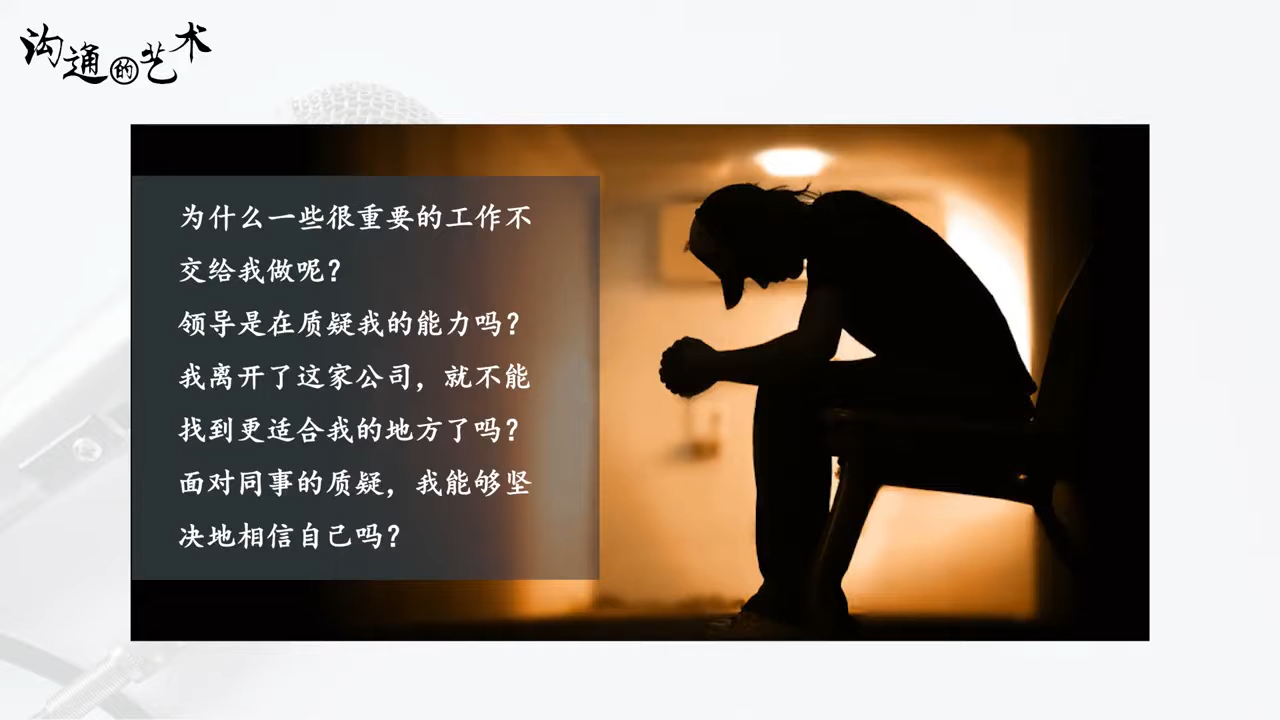 沟通的艺术
为什么一些很重要的工作不
交给我做呢？
领导是在质疑我的能力吗？
我离开了这家公司，就不能
找到更适合我的地方了吗？
面对同事的质疑，我能够坚
决地相信自己吗？